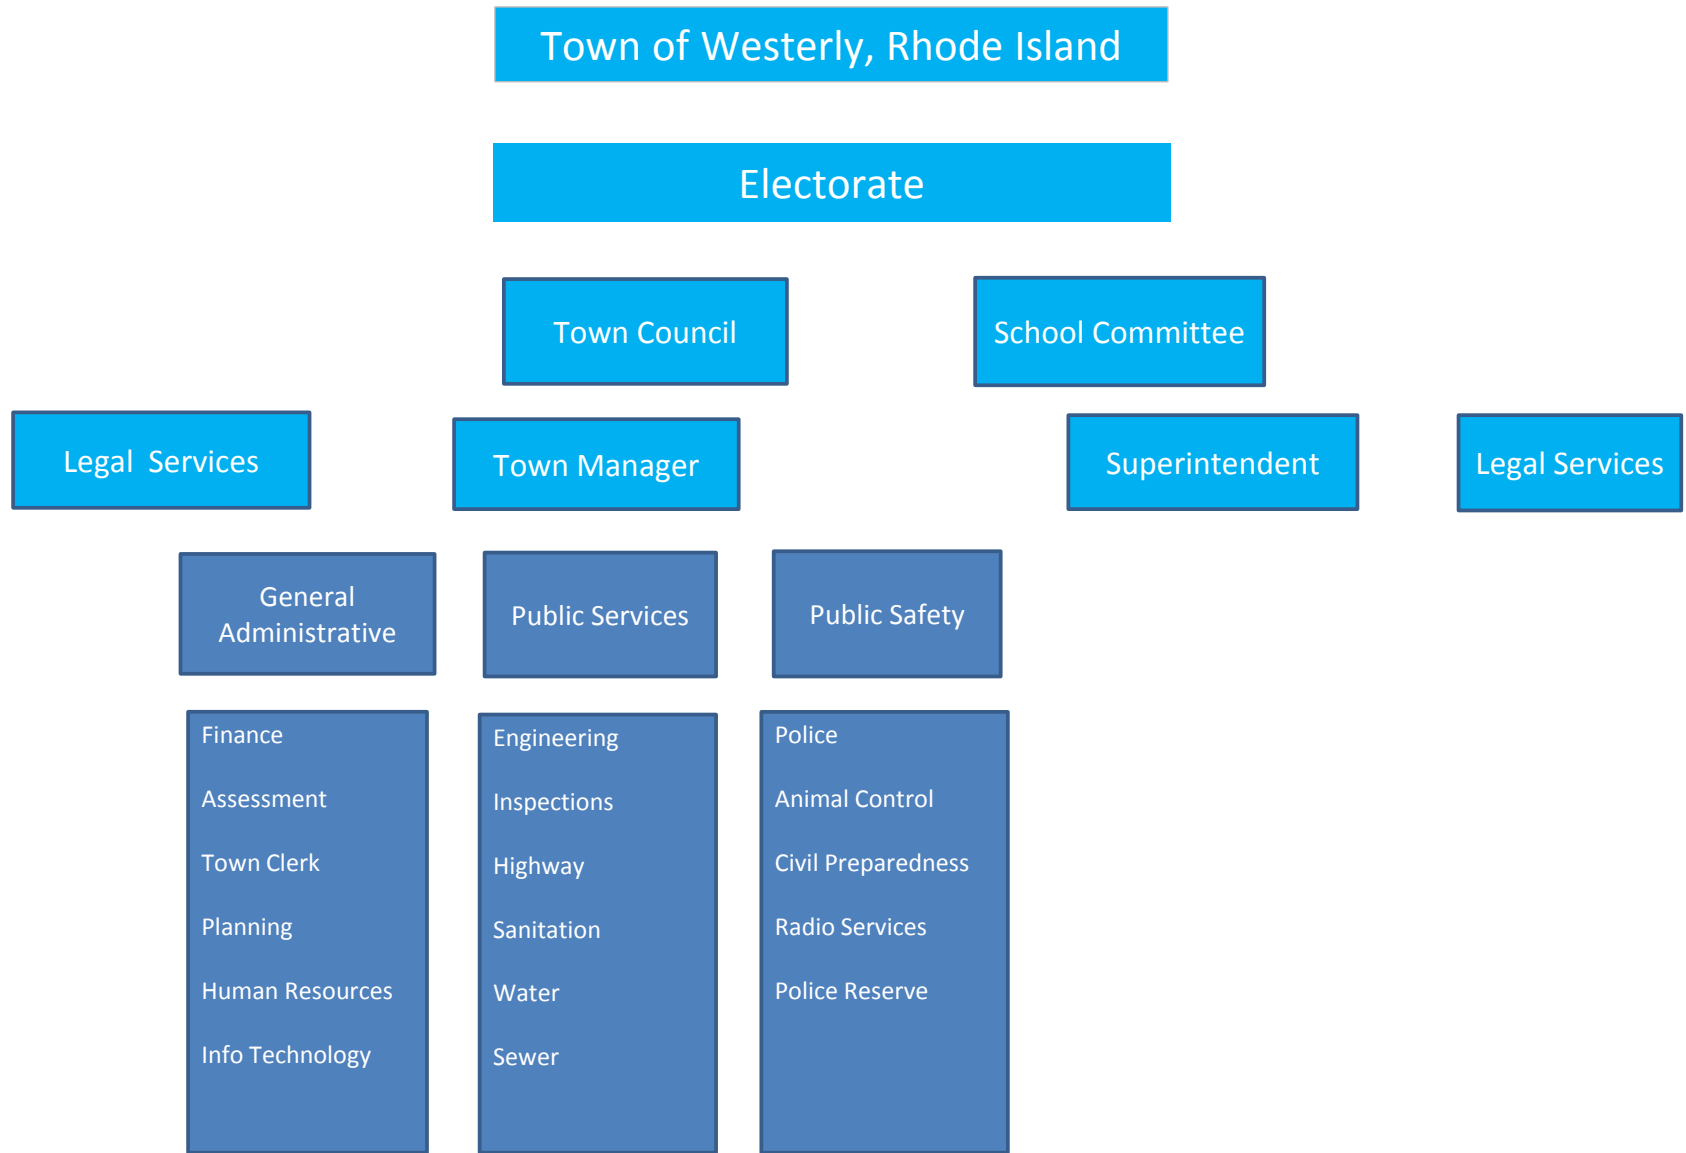 Town of Westerly, Rhode Island
Electorate
Town Council
School Committee
Legal  Services
Town Manager
Superintendent
Legal Services
General
Administrative
Public Services
Public Safety
Finance
Assessment
Town Clerk
Planning
Human Resources
Info Technology
Engineering
Inspections
Highway
Sanitation
Water
Sewer
Police
Animal Control
Civil Preparedness
Radio Services
Police Reserve